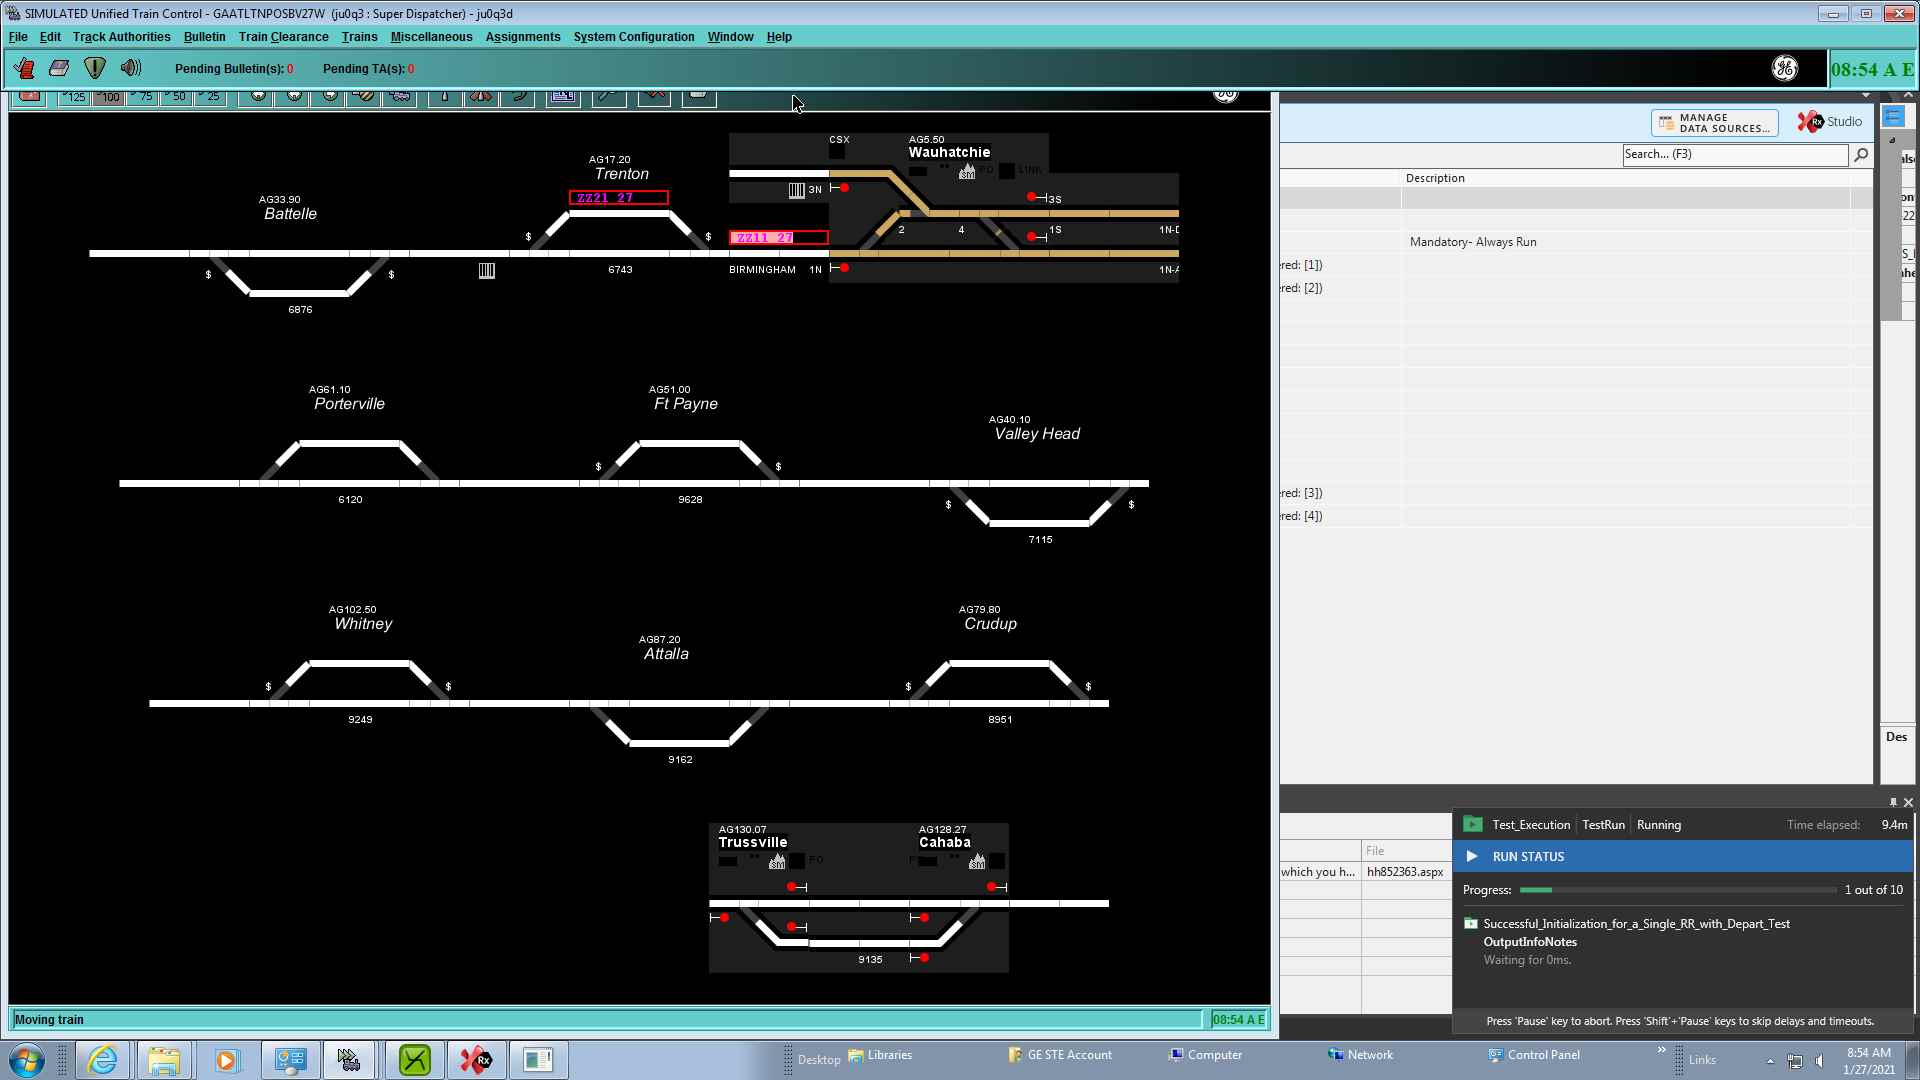 SIMULATED Unified Train Control - GAATLTNPOSBV27W (ju0q3 : Super Dispatcher) - ju0q3d
File Edit Track Authorities Bulletin Train Clearance Trains Miscellaneous Assignments System Configuration Window Help
Pending Bulletin(s): 0 Pending TA(s): 0
08:54 A E
125 100 75 50 25
MANAGE
DATA SOURCES...
Studio
Search... (F3)
Description
Mandatory- Always Run
ered: [1])
ered: [2])
ered: [3])
ered: [4])
CSX
AG5.50
Wauhatchie
LINK
3N
3S
2
4
1S
1N
BIRMINGHAM
AG17.20
Trenton
ZZ21 27
ZZ11 27
$
$
6743
AG33.90
Battelle
$
$
6876
AG61.10
Porterville
6120
AG51.00
Ft Payne
$
$
9628
AG40.10
Valley Head
$
$
7115
AG102.50
Whitney
$
$
9249
AG87.20
Attalla
9162
AG79.80
Crudup
$
$
8951
AG130.07
Trussville
PO
AG128.27
Cahaba
9135
Moving train
08:54 A E
Des
File
which you h...
hh852363.aspx
Test_Execution TestRun Running Time elapsed: 9.4m
RUN STATUS
Progress: 1 out of 10
Successful_Initialization_for_a_Single_RR_with_Depart_Test
OutputInfoNotes
Waiting for 0ms.
Press 'Pause' key to abort. Press 'Shift'+'Pause' keys to skip delays and timeouts.
Desktop
Libraries
GE STE Account
Computer
Network
Control Panel
Links
8:54 AM
1/27/2021